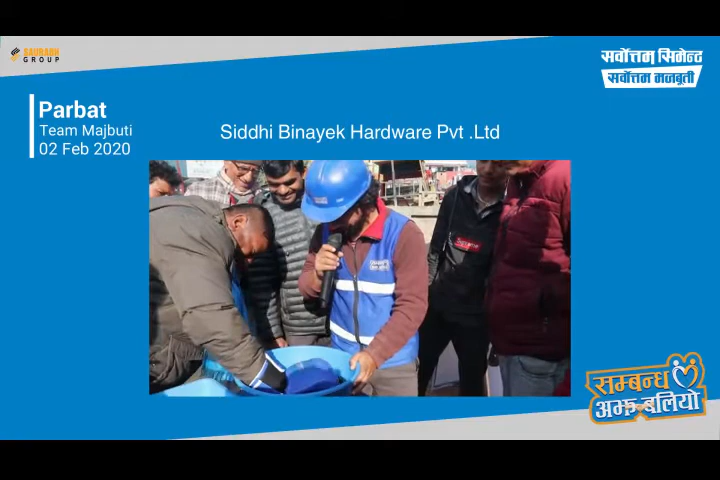 SAURABH
GROUP
सर्वोत्तम सिमेन्ट
सर्वोत्तम मजबूती
Parbat
Team Majbuti
02 Feb 2020
Siddhi Binayek Hardware Pvt .Ltd
सम्बन्ध
अझ बलियो